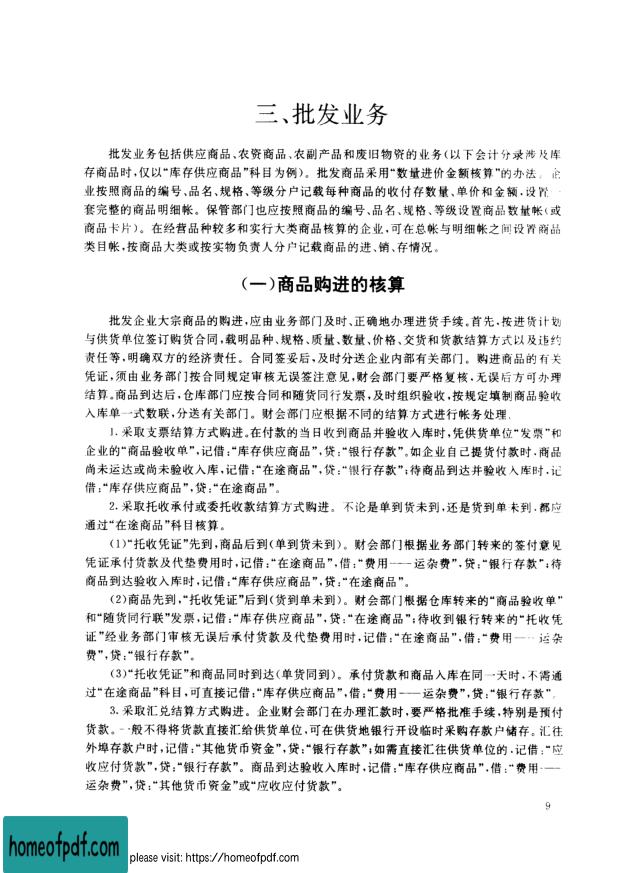 三、批发业务
批发业务包括供应商品、农资商品、农副产品和废旧物资的业务(以下会计分录涉及库
存商品时,仅以“库存供应商品”科目为例)。批发商品采用“数量进价金额核算”的办法。企
业按照商品的编号、品名、规格、等级分户记载每种商品的收付存数量、单价和金额,设置一
套完整的商品明细帐。保管部门也应按照商品的编号、品名、规格、等级设置商品数量帐(或
商品卡片)。在经营品种较多和实行大类商品核算的企业,可在总帐与明细帐之间设置商品
类目帐,按商品大类或按实物负责人分户记载商品的进、销、存情况。
(一)商品购进的核算
批发企业大宗商品的购进,应由业务部门及时、正确地办理进货手续。首先,按进货计划
与供货单位签订购货合同,载明品种、规格、质量、数量、价格、交货和货款结算方式以及违约
责任等,明确双方的经济责任。合同签妥后,及时分送企业内部有关部门。购进商品的有关
凭证,须由业务部门按合同规定审核无误签注意见,财会部门要严格复核,无误后方可办理
结算。商品到达后,仓库部门应按合同和随货同行发票,及时组织验收,按规定填制商品验收
入库单一式数联,分送有关部门。财会部门应根据不同的结算方式进行帐务处理。
1.采取支票结算方式购进。在付款的当日收到商品并验收入库时,凭供货单位“发票”和
企业的“商品验收单”,记借:“库存供应商品”,贷:“银行存款”。如企业自己提货付款时,商品
尚未运达或尚未验收入库,记借:“在途商品”,贷:“银行存款”;待商品到达并验收入库时,记
借:“库存供应商品”,贷:“在途商品”。
2.采取托收承付或委托收款结算方式购进。不论是单到货未到,还是货到单未到,都应
通过“在途商品”科目核算。
(1)“托收凭证”先到,商品后到(单到货未到)。财会部门根据业务部门转来的签付意见
凭证承付货款及代垫费用时,记借:“在途商品”,借:“费用——运杂费”,贷:“银行存款”;待
商品到达验收入库时,记借:“库存供应商品”,贷:“在途商品”。
(2)商品先到,“托收凭证”后到(货到单未到)。财会部门根据仓库转来的“商品验收单”
和“随货同行联”发票,记借:“库存供应商品”,贷:“在途商品”;待收到银行转来的“托收凭
证”经业务部门审核无误后承付货款及代垫费用时,记借:“在途商品”,借:“费用——运杂
费”,贷:“银行存款”。
(3)“托收凭证”和商品同时到达(单货同到)。承付货款和商品入库在同一天时,不需通
过“在途商品”科目,可直接记借:“库存供应商品”,借:“费用——运杂费”,贷:“银行存款”。
3.采取汇兑结算方式购进。企业财会部门在办理汇款时,要严格批准手续,特别是预付
货款。一般不得将货款直接汇给供货单位,可在供货地银行开设临时采购存款户储存。汇往
外埠存款户时,记借:“其他货币资金”,贷:“银行存款”;如需直接汇往供货单位的,记借:“应
收应付货款”,贷:“银行存款”。商品到达验收入库时,记借:“库存供应商品”,借:“费用——
运杂费”,贷:“其他货币资金”或“应收应付货款”。
9
homeofpdf.com
please visit: https://homeofpdf.com